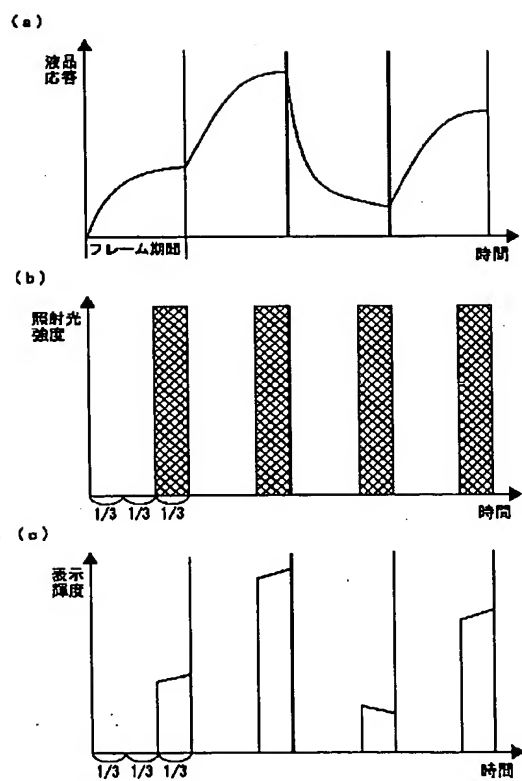 (a)
液晶
応答
フレーム期間
時間
(b)
照射光
強度
1/3 1/3 1/3
時間
(c)
表示
輝度
1/3 1/3 1/3
時間